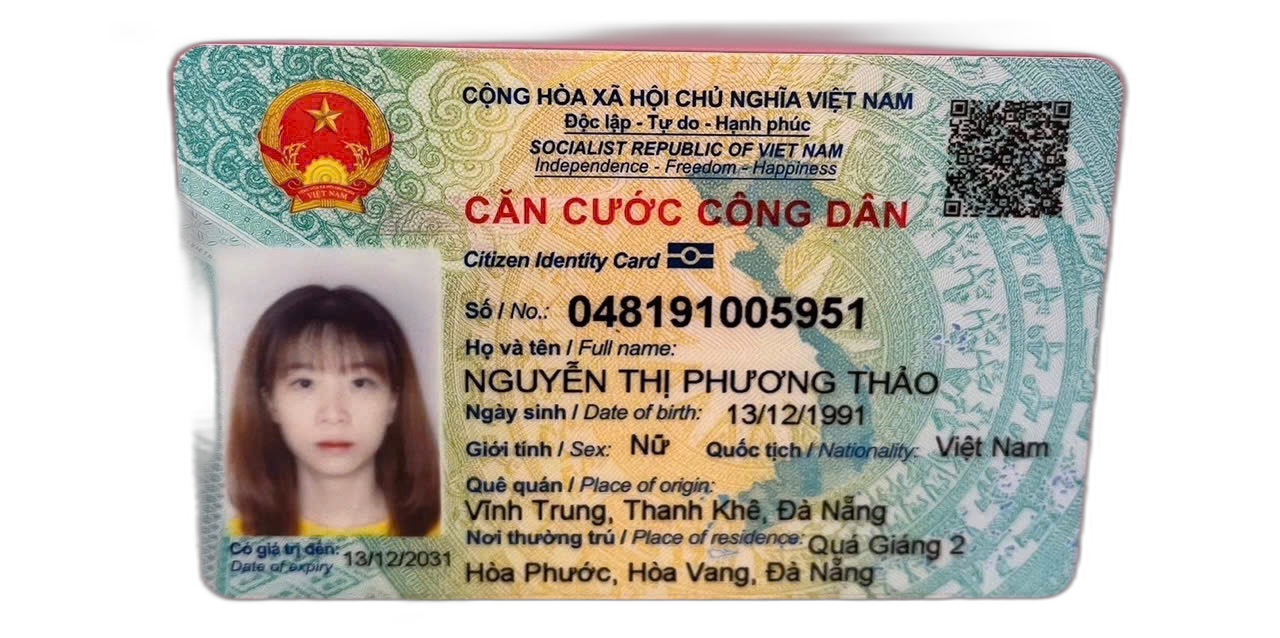 CỘNG HÒA XÃ HỘI CHỦ NGHĨA VIỆT NAM
Độc lập - Tự do - Hạnh phúc
SOCIALIST REPUBLIC OF VIET NAM
Independence - Freedom - Happiness
VIỆT NAM
CĂN CƯỚC CÔNG DÂN
Citizen Identity Card
Số / No.: 048191005951
Họ và tên / Full name:
NGUYỄN THỊ PHƯƠNG THẢO
Ngày sinh / Date of birth: 13/12/1991
Giới tính / Sex: Nữ Quốc tịch / Nationality: Việt Nam
Quê quán / Place of origin:
Vĩnh Trung, Thanh Khê, Đà Nẵng
Nơi thường trú / Place of residence: Quá Giáng 2
Hòa Phước, Hòa Vang, Đà Nẵng
Có giá trị đến: 13/12/2031
Date of expiry